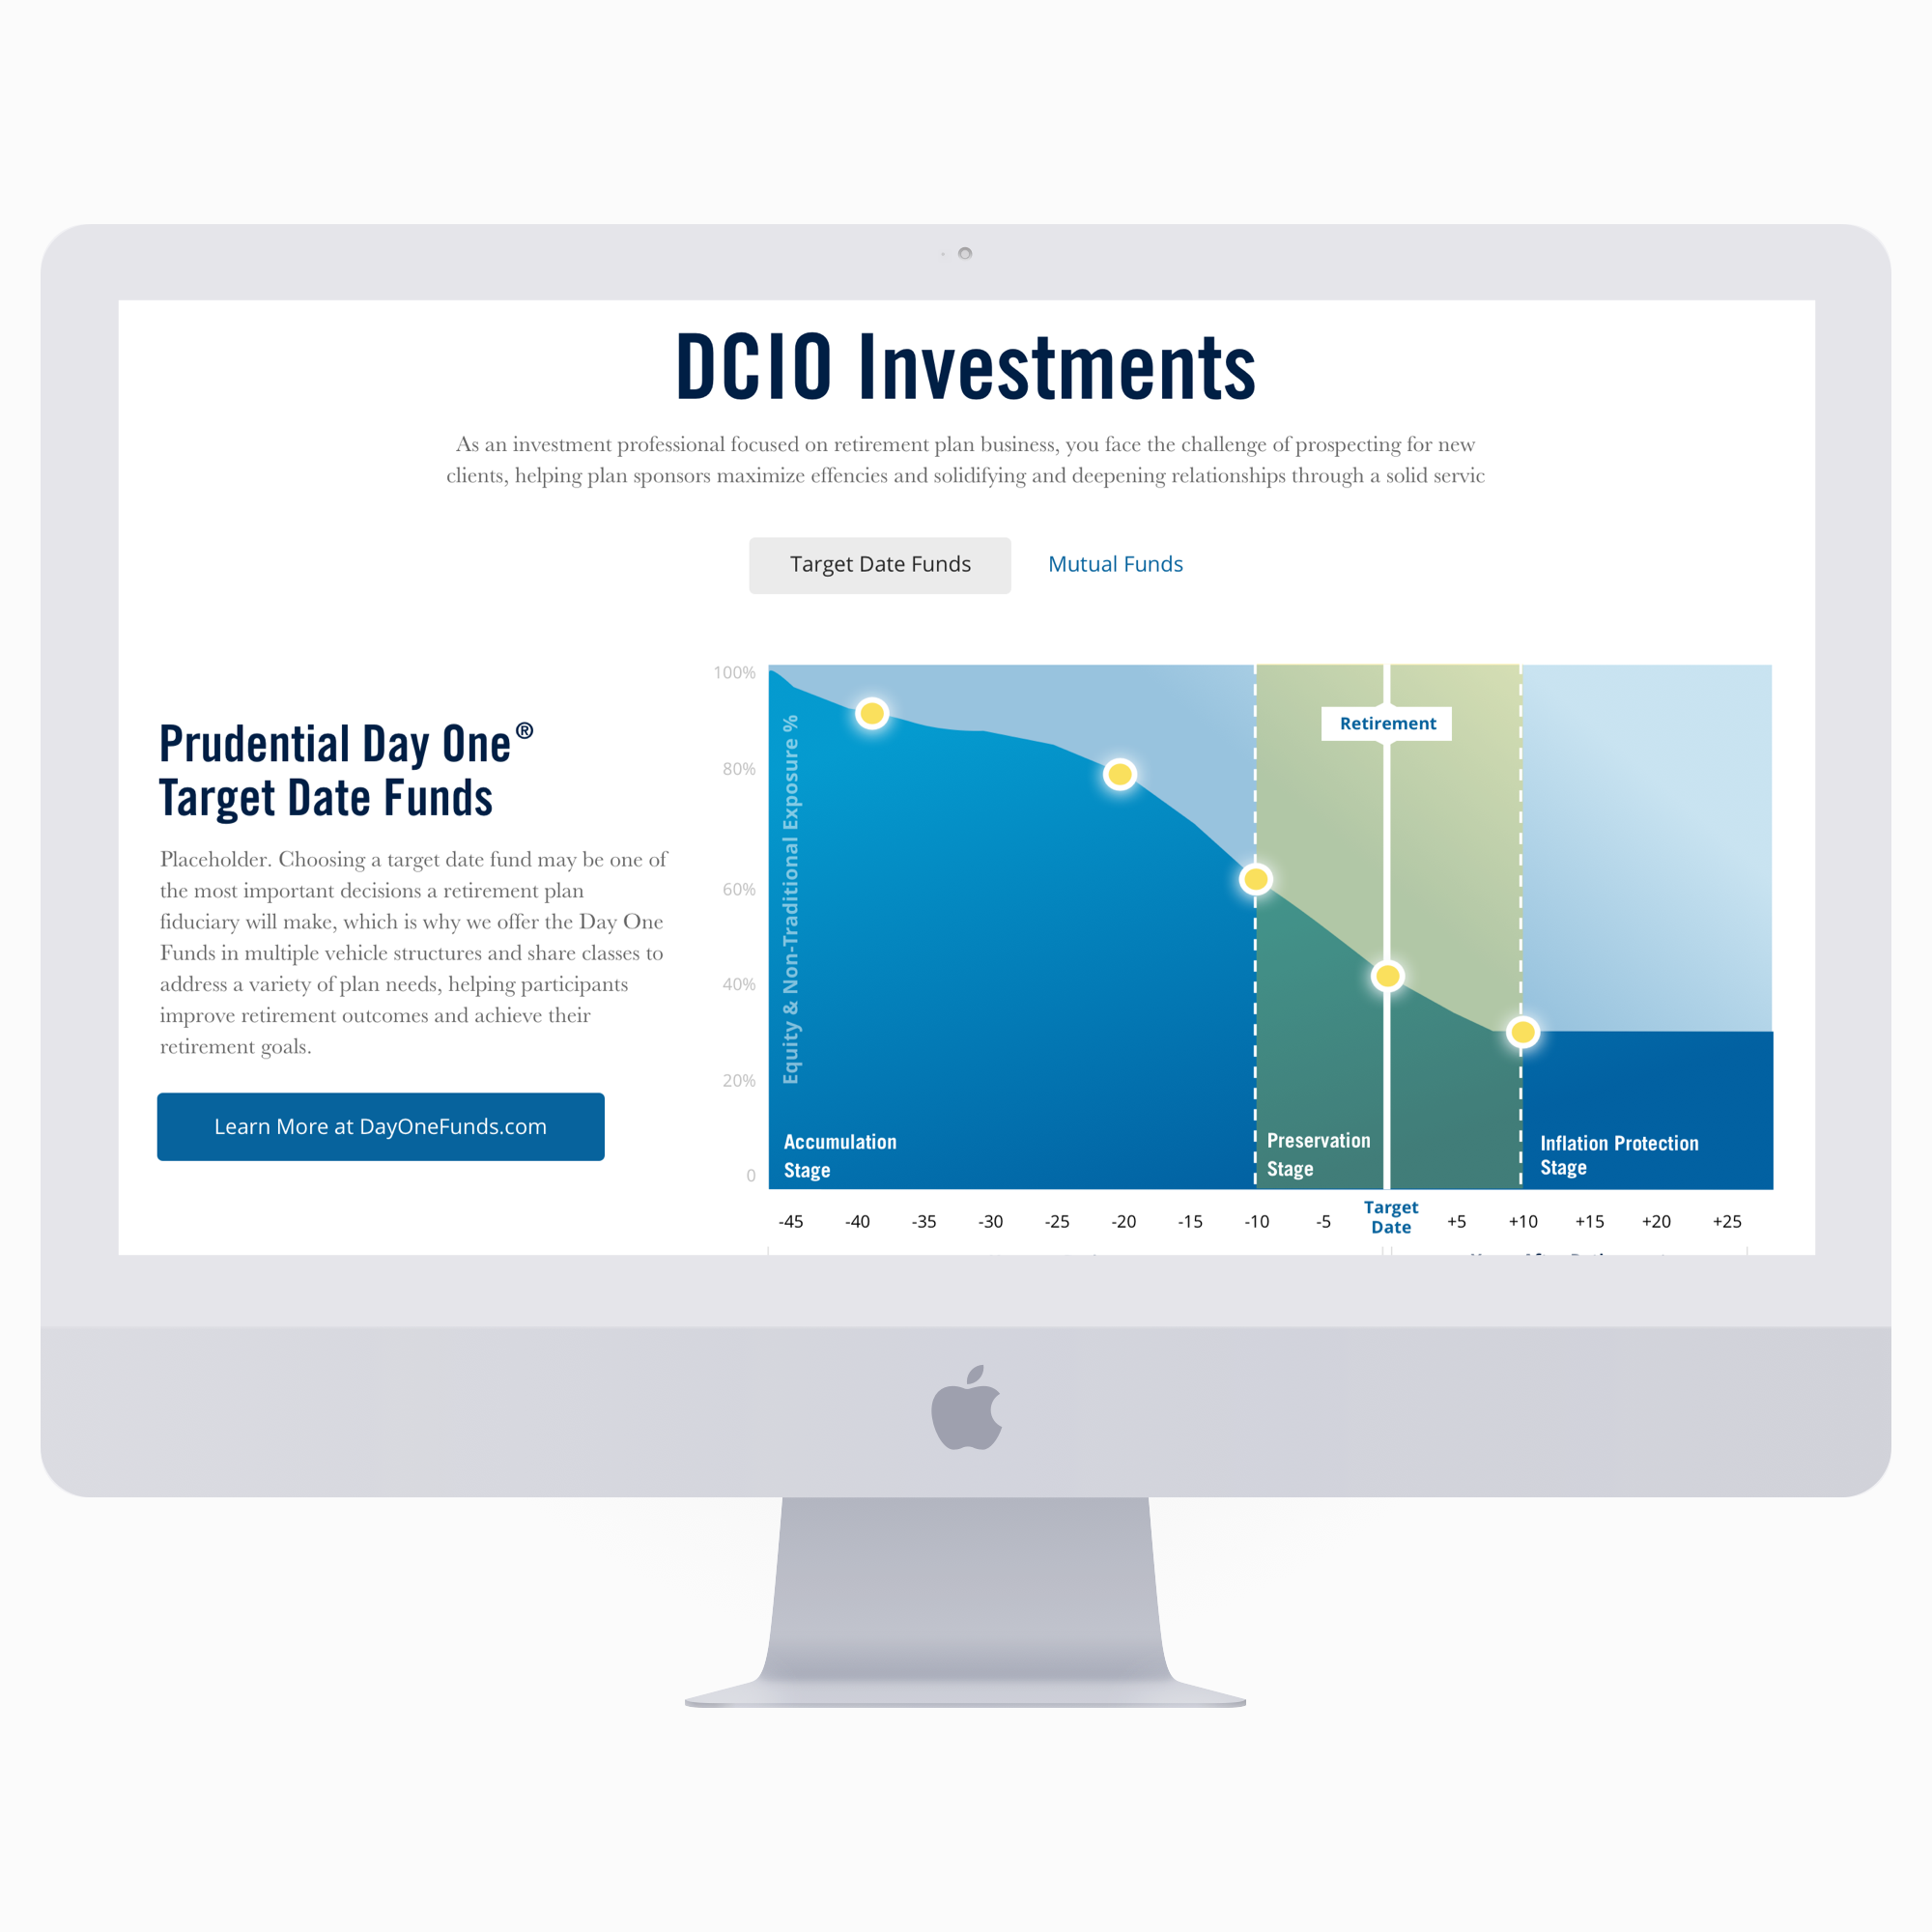 DCIO Investments
As an investment professional focused on retirement plan business, you face the challenge of prospecting for new
clients, helping plan sponsors maximize effencies and solidifying and deepening relationships through a solid servic
Target Date Funds
Mutual Funds
Prudential Day One®
Target Date Funds
Placeholder. Choosing a target date fund may be one of
the most important decisions a retirement plan
fiduciary will make, which is why we offer the Day One
Funds in multiple vehicle structures and share classes to
address a variety of plan needs, helping participants
improve retirement outcomes and achieve their
retirement goals.
Learn More at DayOneFunds.com
100%
80%
60%
40%
20%
0
Equity & Non-Traditional Exposure %
Retirement
Accumulation
Stage
Preservation
Stage
Inflation Protection
Stage
-45 -40 -35 -30 -25 -20 -15 -10 -5 Target Date +5 +10 +15 +20 +25